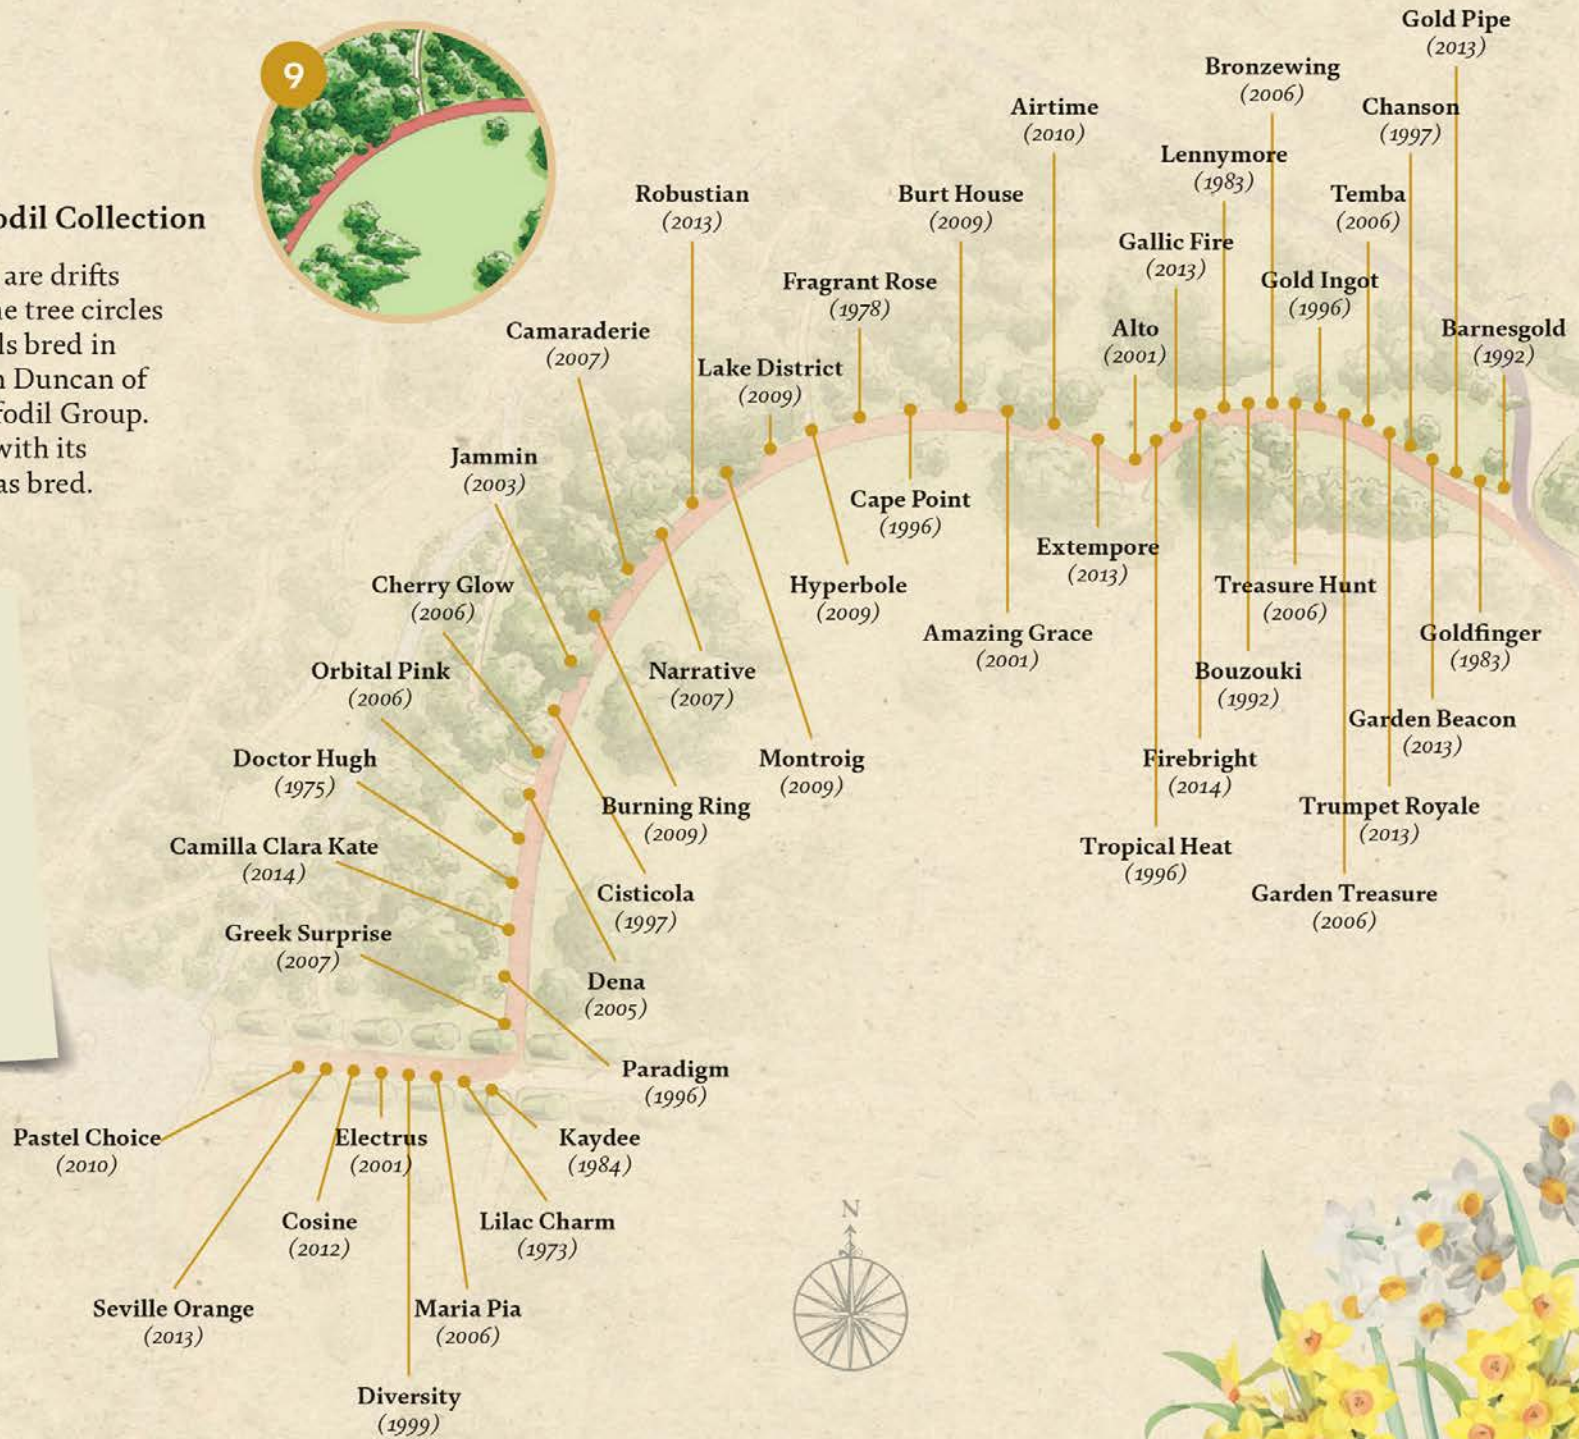 9
Gold Pipe
(2013)
Bronzewing
(2006)
Airtime
(2010)
Chanson
(1997)
Lennymore
(1983)
odil Collection
are drifts
ne tree circles
ls bred in
n Duncan of
fodil Group.
with its
as bred.
Robustian
(2013)
Burt House
(2009)
Temba
(2006)
Gallic Fire
(2013)
Fragrant Rose
(1978)
Gold Ingot
(1996)
Camaraderie
(2007)
Alto
(2001)
Barnesgold
(1992)
Lake District
(2009)
Jammin
(2003)
Cape Point
(1996)
Extempore
(2013)
Cherry Glow
(2006)
Hyperbole
(2009)
Treasure Hunt
(2006)
Amazing Grace
(2001)
Goldfinger
(1983)
Orbital Pink
(2006)
Narrative
(2007)
Bouzouki
(1992)
Garden Beacon
(2013)
Doctor Hugh
(1975)
Montroig
(2009)
Firebright
(2014)
Burning Ring
(2009)
Trumpet Royale
(2013)
Camilla Clara Kate
(2014)
Tropical Heat
(1996)
Cisticola
(1997)
Garden Treasure
(2006)
Greek Surprise
(2007)
Dena
(2005)
Paradigm
(1996)
Pastel Choice
(2010)
Electrus
(2001)
Kaydee
(1984)
Cosine
(2012)
Lilac Charm
(1973)
N
Seville Orange
(2013)
Maria Pia
(2006)
Diversity
(1999)